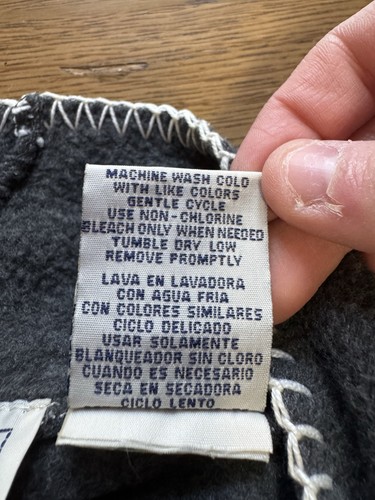 MACHINE WASH COLD
WITH LIKE COLORS
GENTLE CYCLE
USE NON-CHLORINE
BLEACH ONLY WHEN NEEDED
TUMBLE DRY LOW
REMOVE PROMPTLY
LAVA EN LAVADORA
CON AGUA FRIA
CON COLORES SIMILARES
CICLO DELICADO
USAR SOLAMENTE
BLANQUEADOR SIN CLORO
CUANDO ES NECESARIO
SECA EN SECADORA
CICLO LENTO